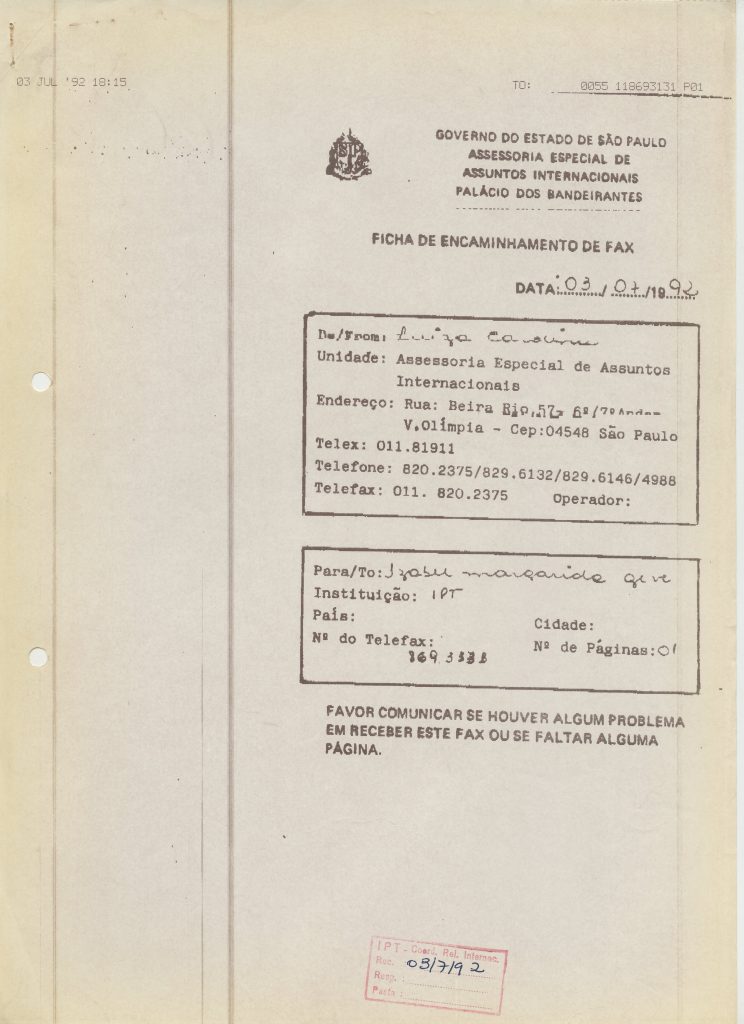 03 JUL '92 18:15 TO: 0055 118693131 P01
GOVERNO DO ESTADO DE SÃO PAULO
ASSESSORIA ESPECIAL DE
ASSUNTOS INTERNACIONAIS
PALÁCIO DOS BANDEIRANTES
FICHA DE ENCAMINHAMENTO DE FAX
DATA: 03/07/1992
De/From: Luiza
Unidade: Assessoria Especial de Assuntos
Internacionais
Endereço: Rua: Beira Rio,57- 6º/7ºAndar
V.Olímpia - Cep:04548 São Paulo
Telex: 011.81911
Telefone: 820.2375/829.6132/829.6146/4988
Telefax: 011. 820.2375 Operador:
Para/To: Izabel margarida
Instituição: IPT
País:
Cidade:
Nº do Telefax:
Nº de Páginas: 01
FAVOR COMUNICAR SE HOUVER ALGUM PROBLEMA
EM RECEBER ESTE FAX OU SE FALTAR ALGUMA
PÁGINA.
IPT - Coord. Rel. Internac.
Rec. 03/7/92
Resp. :
Pasta :